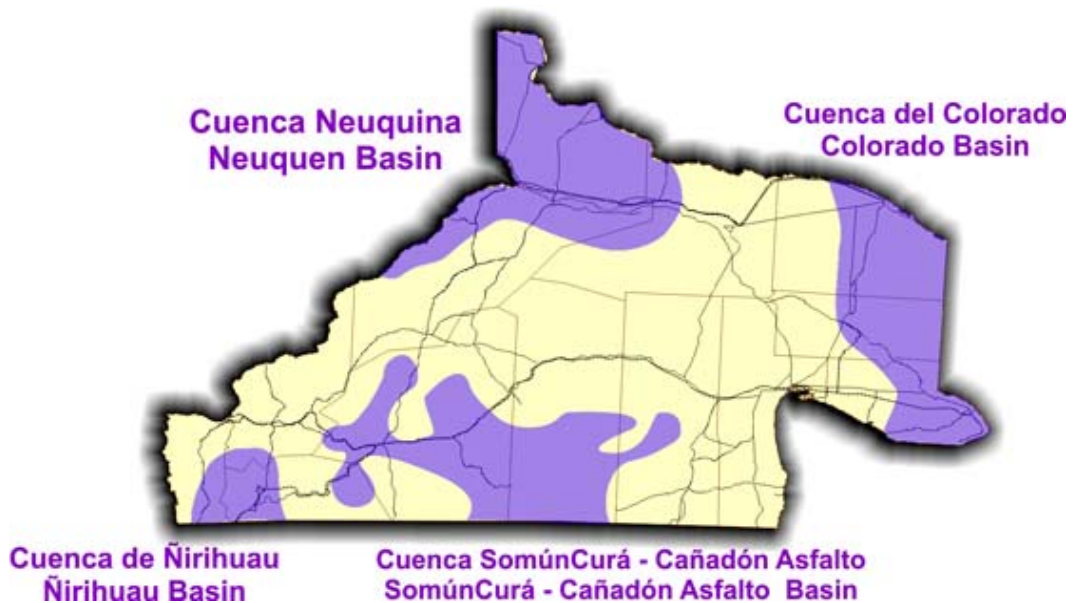 Cuenca Neuquina
Neuquen Basin
Cuenca del Colorado
Colorado Basin
Cuenca de Ñirihuau
Ñirihuau Basin
Cuenca SomúnCurá - Cañadón Asfalto
SomúnCurá - Cañadón Asfalto Basin